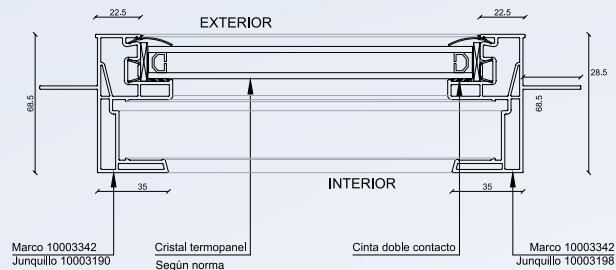 22.5
EXTERIOR
22.5
68.5
28.5
68.5
35
INTERIOR
35
Marco 10003342
Junquillo 10003190
Cristal termopanel
Según norma
Cinta doble contacto
Marco 10003342
Junquillo 10003198